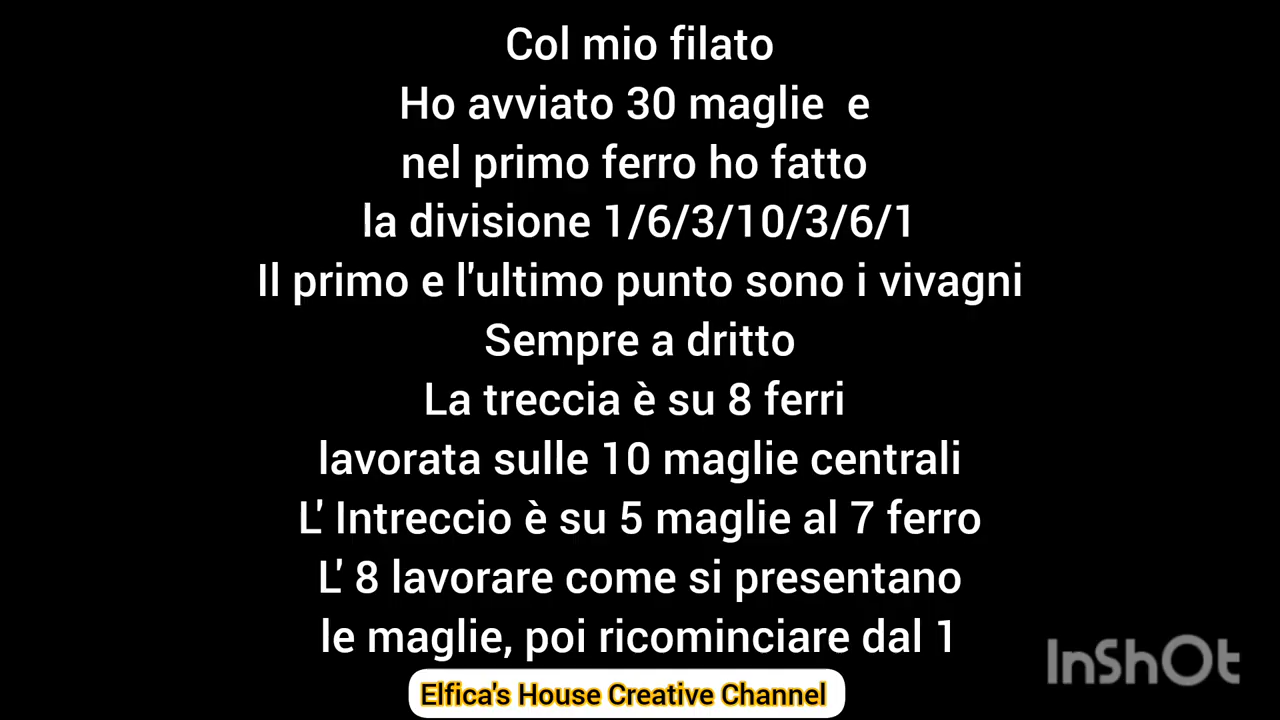 Col mio filato
Ho avviato 30 maglie e
nel primo ferro ho fatto
la divisione 1/6/3/10/3/6/1
Il primo e l'ultimo punto sono i vivagni
Sempre a dritto
La treccia è su 8 ferri
lavorata sulle 10 maglie centrali
L' Intreccio è su 5 maglie al 7 ferro
L' 8 lavorare come si presentano
le maglie, poi ricominciare dal 1
InShOt
Elfica's House Creative Channel